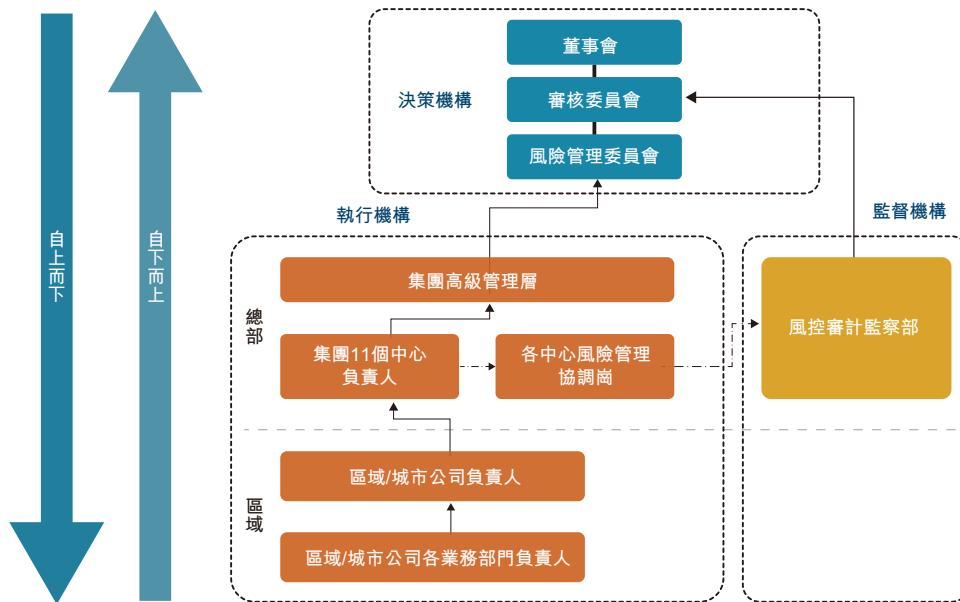 董事會
決策機構
審核委員會
風險管理委員會
執行機構
監督機構
自上而下
自下而上
總部
集團高級管理層
集團11個中心
負責人
各中心風險管理
協調崗
風控審計監察部
區域
區域/城市公司負責人
區域/城市公司各業務部門負責人